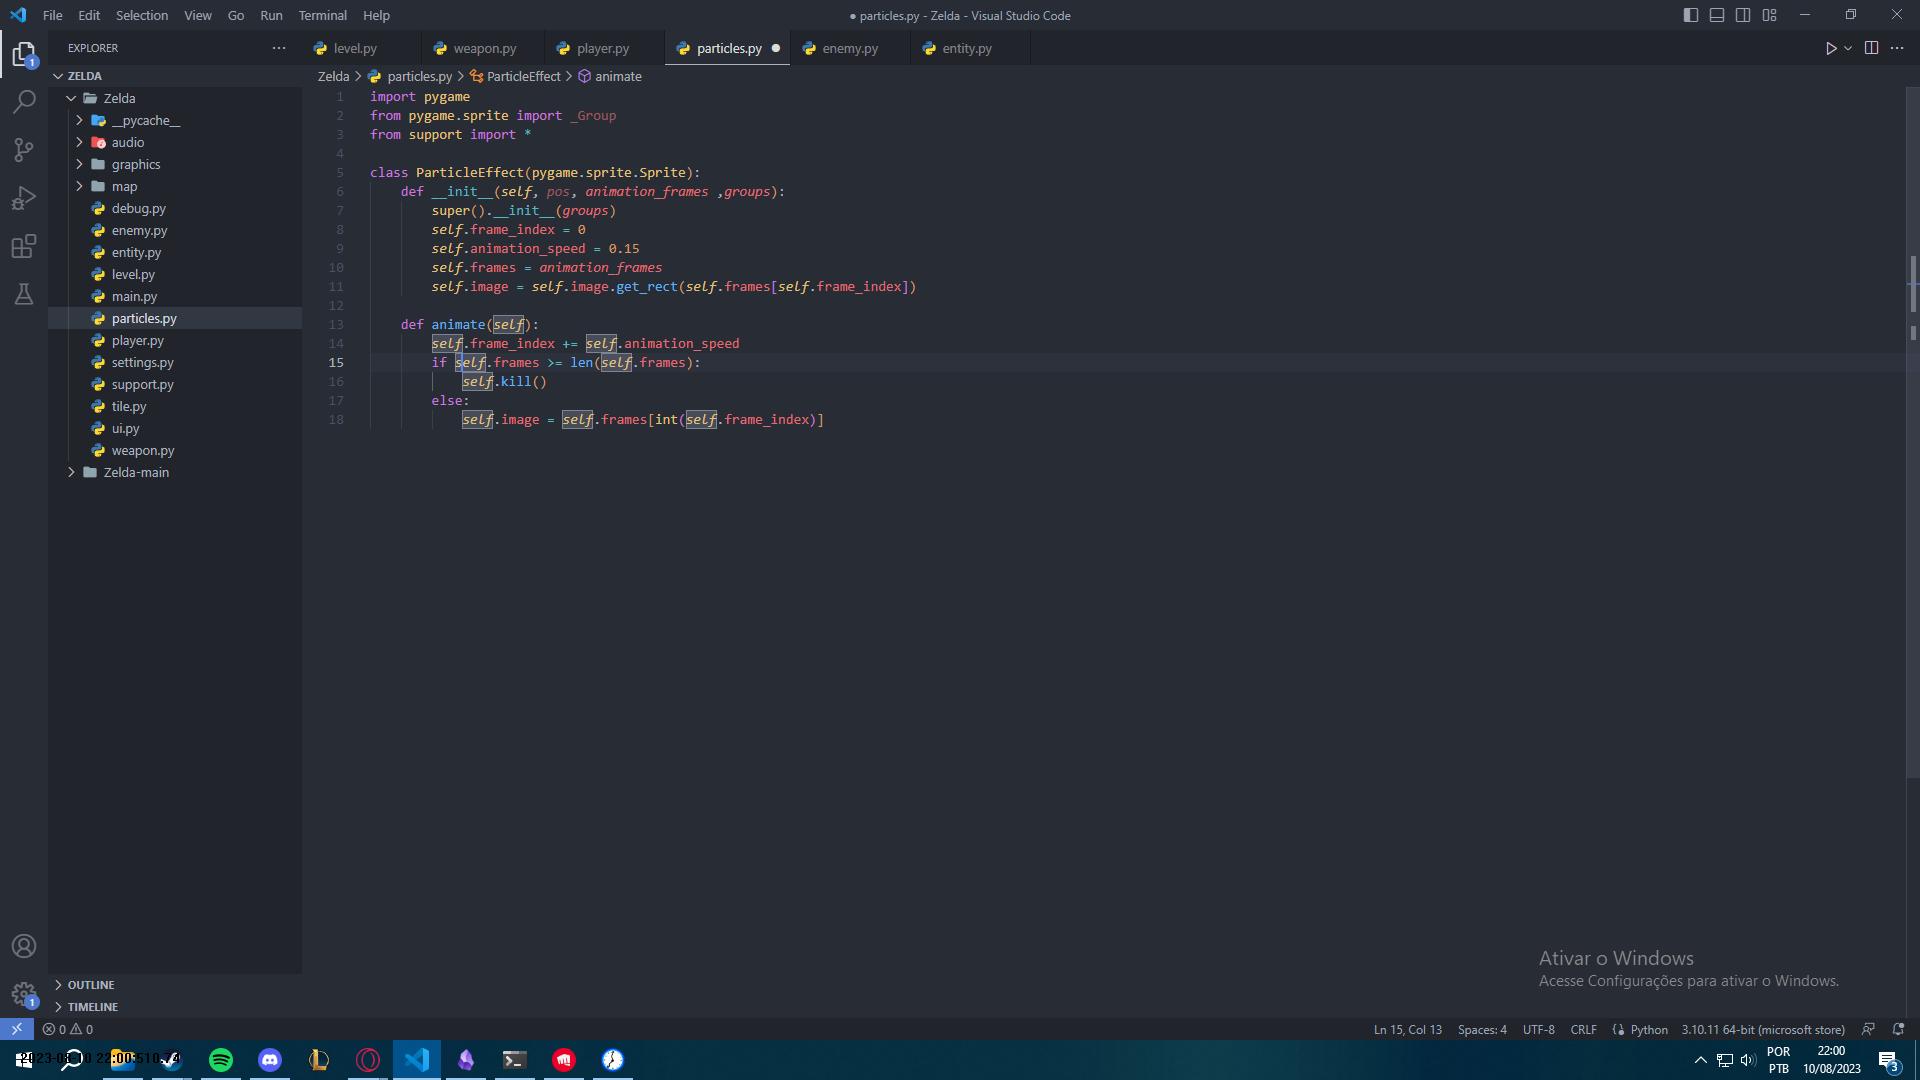 File Edit Selection View Go Run Terminal Help
● particles.py - Zelda - Visual Studio Code
EXPLORER
level.py weapon.py player.py particles.py enemy.py entity.py
1
ZELDA
Zelda > particles.py > ParticleEffect > animate
Zelda
__pycache__
audio
graphics
map
debug.py
enemy.py
entity.py
level.py
main.py
particles.py
player.py
settings.py
support.py
tile.py
ui.py
weapon.py
Zelda-main
1 import pygame
2 from pygame.sprite import _Group
3 from support import *
4
5 class ParticleEffect(pygame.sprite.Sprite):
6 def __init__(self, pos, animation_frames ,groups):
7 super().__init__(groups)
8 self.frame_index = 0
9 self.animation_speed = 0.15
10 self.frames = animation_frames
11 self.image = self.image.get_rect(self.frames[self.frame_index])
12
13 def animate(self):
14 self.frame_index += self.animation_speed
15 if self.frames >= len(self.frames):
16 self.kill()
17 else:
18 self.image = self.frames[int(self.frame_index)]
Ativar o Windows
Acesse Configurações para ativar o Windows.
OUTLINE
1
TIMELINE
0 0
Ln 15, Col 13 Spaces: 4 UTF-8 CRLF Python 3.10.11 64-bit (microsoft store)
POR
PTB
22:00
10/08/2023
3